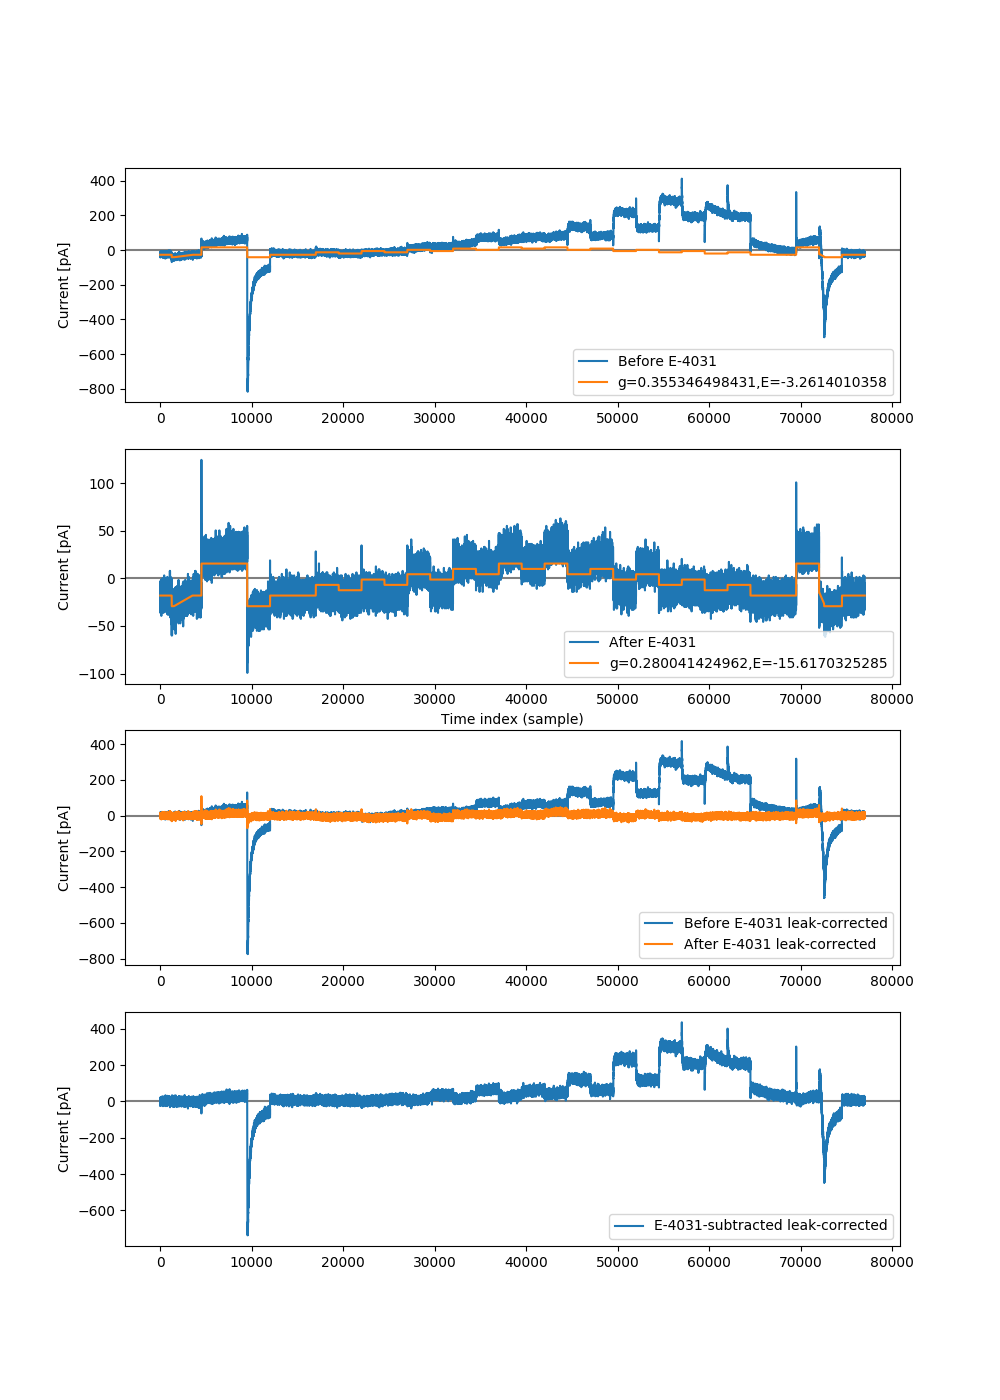 400
200
0
−200
−400
−600
−800
Current [pA]
Before E-4031
g=0.355346498431,E=-3.2614010358
0 10000 20000 30000 40000 50000 60000 70000 80000
100
50
0
−50
−100
Current [pA]
After E-4031
g=0.280041424962,E=-15.6170325285
0 10000 20000 30000 40000 50000 60000 70000 80000
Time index (sample)
400
200
0
−200
−400
−600
−800
Current [pA]
Before E-4031 leak-corrected
After E-4031 leak-corrected
0 10000 20000 30000 40000 50000 60000 70000 80000
400
200
0
−200
−400
−600
Current [pA]
E-4031-subtracted leak-corrected
0 10000 20000 30000 40000 50000 60000 70000 80000